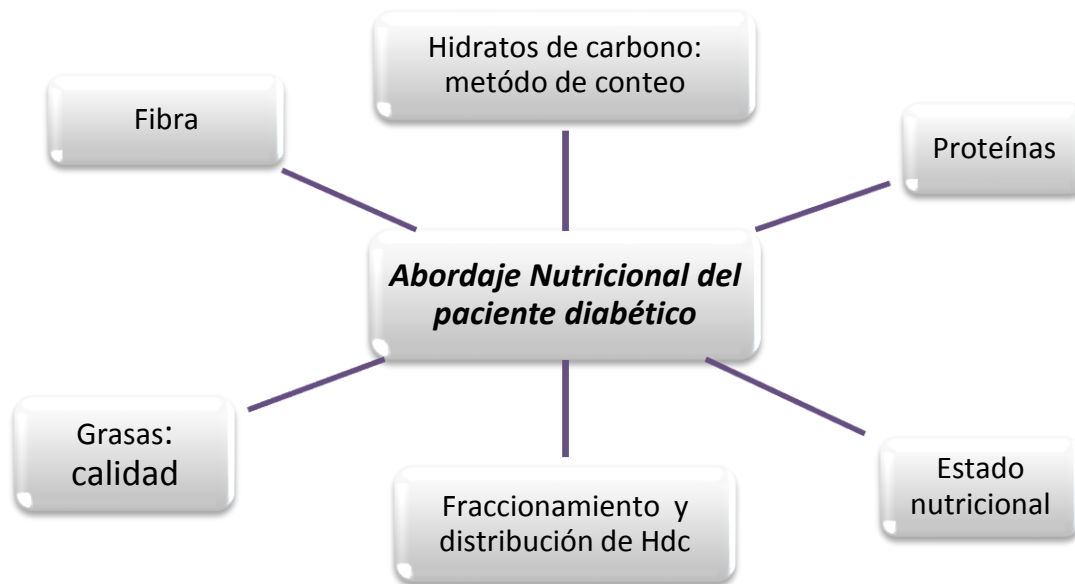 Hidratos de carbono:
metódo de conteo
Fibra
Proteínas
Abordaje Nutricional del
paciente diabético
Grasas:
calidad
Estado
nutricional
Fraccionamiento y
distribución de Hdc